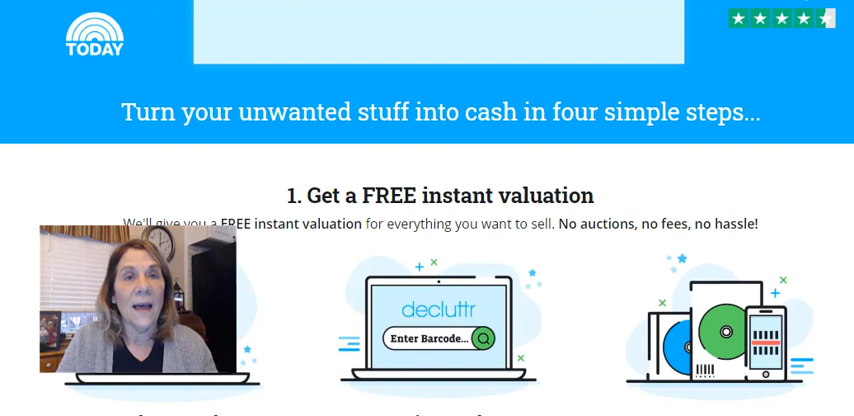 TODAY
Turn your unwanted stuff into cash in four simple steps...
1. Get a FREE instant valuation
We'll give you a FREE instant valuation for everything you want to sell. No auctions, no fees, no hassle!
decluttr
Enter Barcode...